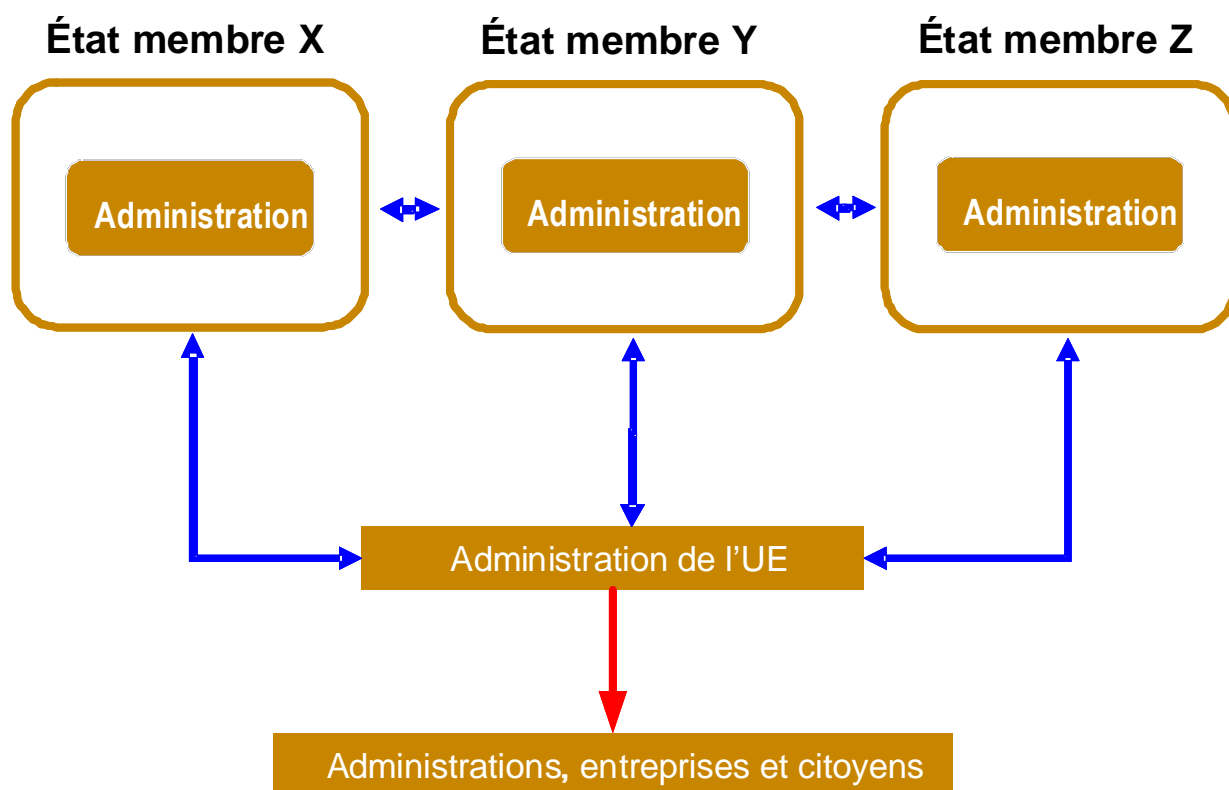 État membre X
État membre Y
État membre Z
Administration
Administration
Administration
Administration de l’UE
Administrations, entreprises et citoyens